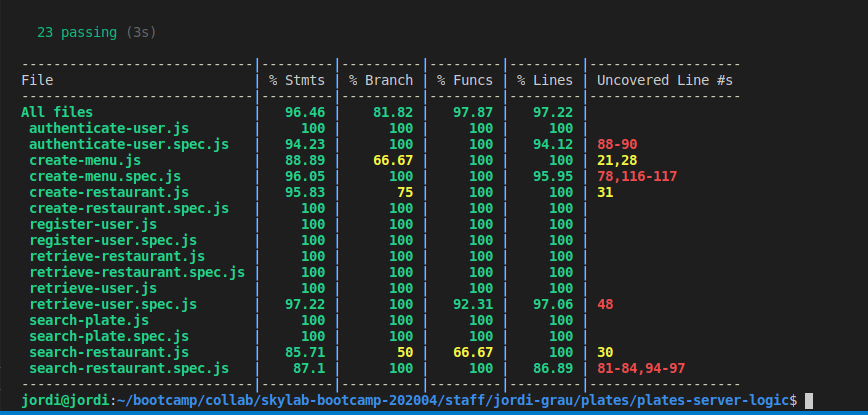 23 passing (3s)
----------------------------|---------|----------|---------|---------|-------------------
File                        | % Stmts | % Branch | % Funcs | % Lines | Uncovered Line #s
----------------------------|---------|----------|---------|---------|-------------------
All files                   |   96.46 |    81.82 |   97.87 |   97.22 |
authenticate-user.js       |     100 |      100 |     100 |     100 |
authenticate-user.spec.js  |   94.23 |      100 |     100 |   94.12 | 88-90
create-menu.js             |   88.89 |    66.67 |     100 |     100 | 21,28
create-menu.spec.js        |   96.05 |      100 |     100 |   95.95 | 78,116-117
create-restaurant.js       |   95.83 |       75 |     100 |     100 | 31
create-restaurant.spec.js  |     100 |      100 |     100 |     100 |
register-user.js           |     100 |      100 |     100 |     100 |
register-user.spec.js      |     100 |      100 |     100 |     100 |
retrieve-restaurant.js     |     100 |      100 |     100 |     100 |
retrieve-restaurant.spec.js |     100 |      100 |     100 |     100 |
retrieve-user.js           |     100 |      100 |     100 |     100 |
retrieve-user.spec.js      |   97.22 |      100 |   92.31 |   97.06 | 48
search-plate.js            |     100 |      100 |     100 |     100 |
search-plate.spec.js       |     100 |      100 |     100 |     100 |
search-restaurant.js       |   85.71 |       50 |   66.67 |     100 | 30
search-restaurant.spec.js  |    87.1 |      100 |     100 |   86.89 | 81-84,94-97
----------------------------|---------|----------|---------|---------|-------------------
jordi@jordi:~/bootcamp/collab/skylab-bootcamp-202004/staff/jordi-grau/plates/plates-server-logic$